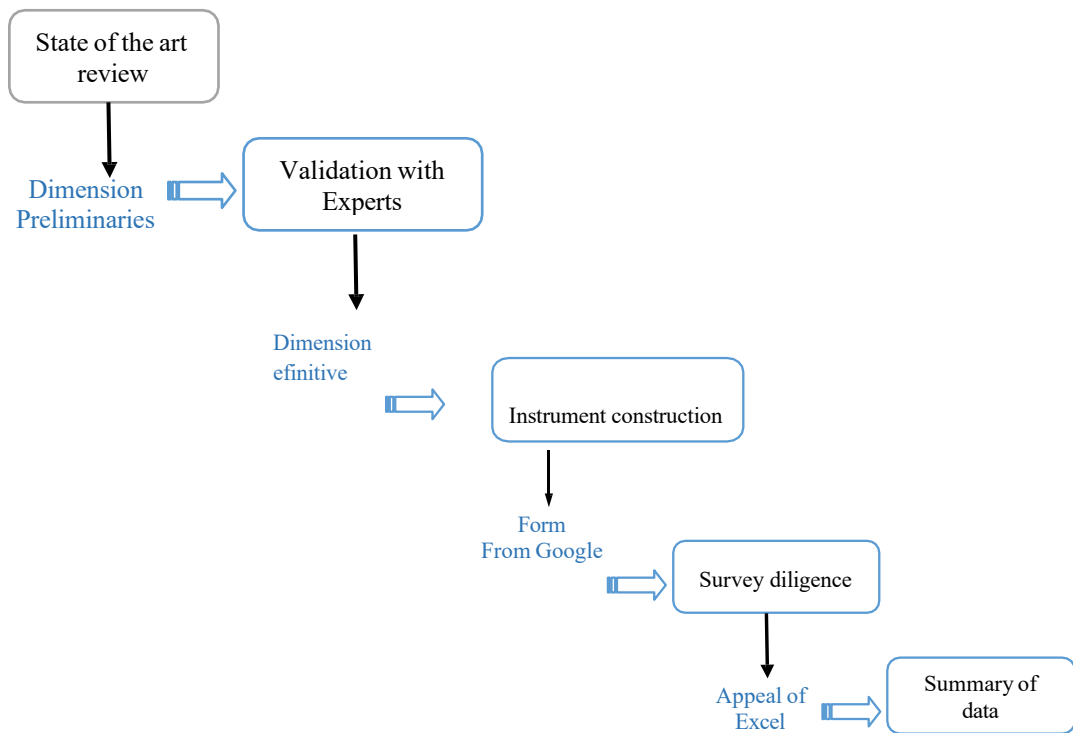 State of the art
review
Dimension
Preliminaries
Validation with
Experts
Dimension
efinitive
Instrument construction
Form
From Google
Survey diligence
Appeal of
Excel
Summary of
data